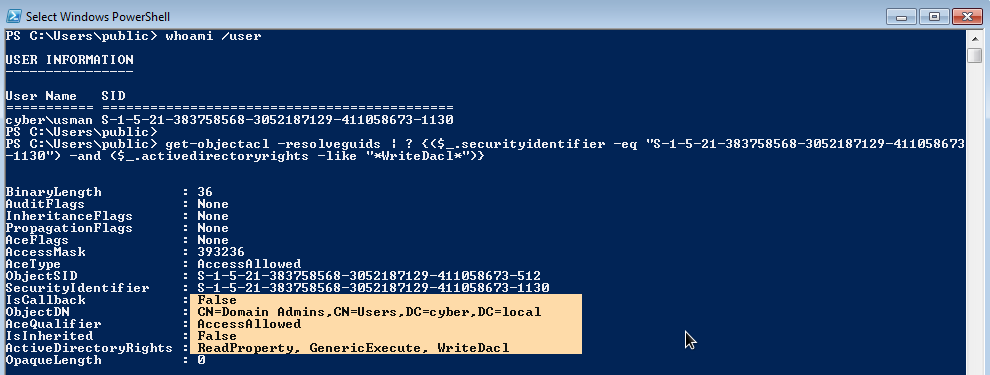 Select Windows PowerShell
PS C:\Users\public> whoami /user
USER INFORMATION
----------------
User Name   SID
=========== ============================================
cyber\usman S-1-5-21-383758568-3052187129-411058673-1130
PS C:\Users\public>
PS C:\Users\public> get-objectacl -resolveguids | ? {($_.securityidentifier -eq "S-1-5-21-383758568-3052187129-411058673
-1130") -and ($_.activedirectoryrights -like "*WriteDacl*")}
BinaryLength          : 36
AuditFlags            : None
InheritanceFlags      : None
PropagationFlags      : None
AceFlags              : None
AccessMask            : 393236
AceType               : AccessAllowed
ObjectSID             : S-1-5-21-383758568-3052187129-411058673-512
SecurityIdentifier    : S-1-5-21-383758568-3052187129-411058673-1130
IsCallback            : False
ObjectDN              : CN=Domain Admins,CN=Users,DC=cyber,DC=local
AceQualifier          : AccessAllowed
IsInherited           : False
ActiveDirectoryRights : ReadProperty, GenericExecute, WriteDacl
OpaqueLength          : 0